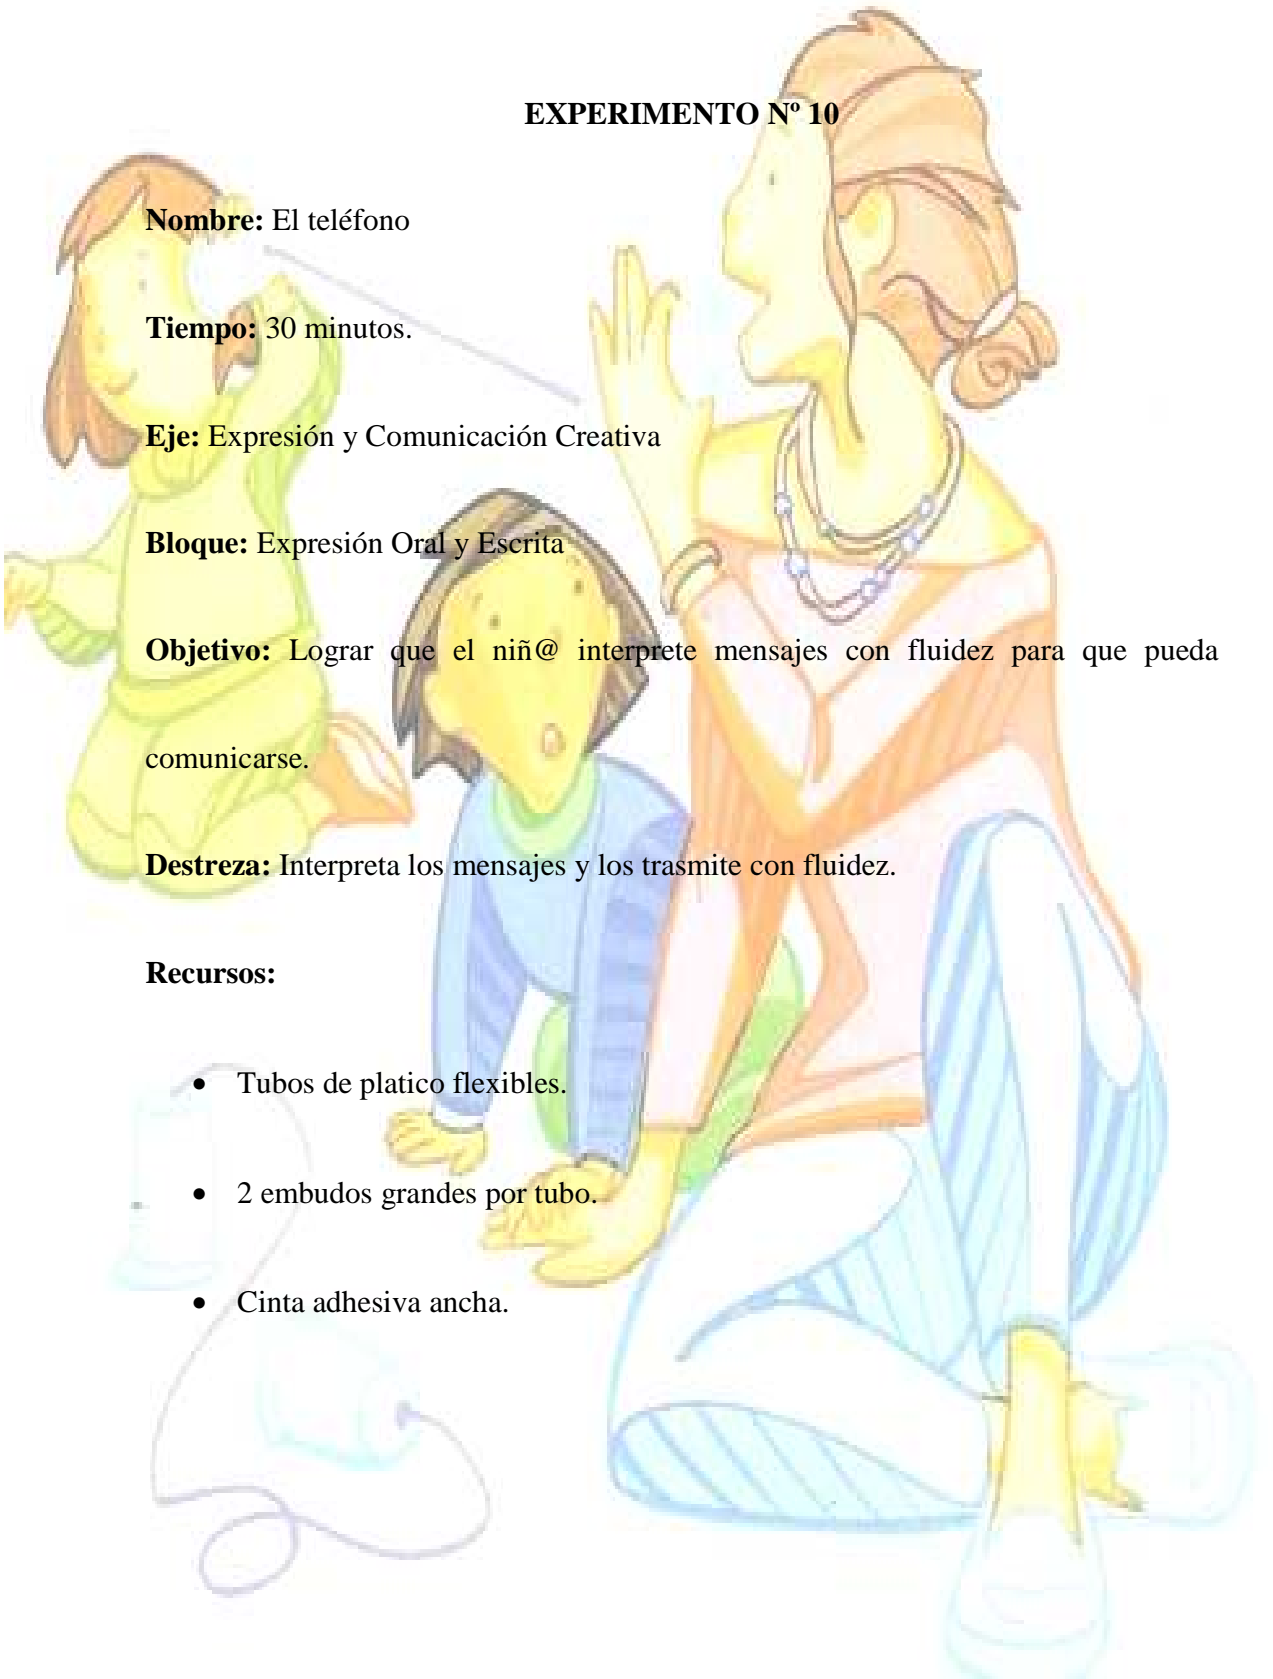 EXPERIMENTO Nº 10
Nombre: El teléfono
Tiempo: 30 minutos.
Eje: Expresión y Comunicación Creativa
Bloque: Expresión Oral y Escrita
Objetivo: Lograr que el niñ@ interprete mensajes con fluidez para que pueda
comunicarse.
Destreza: Interpreta los mensajes y los trasmite con fluidez.
Recursos:
• Tubos de platico flexibles.
• 2 embudos grandes por tubo.
• Cinta adhesiva ancha.